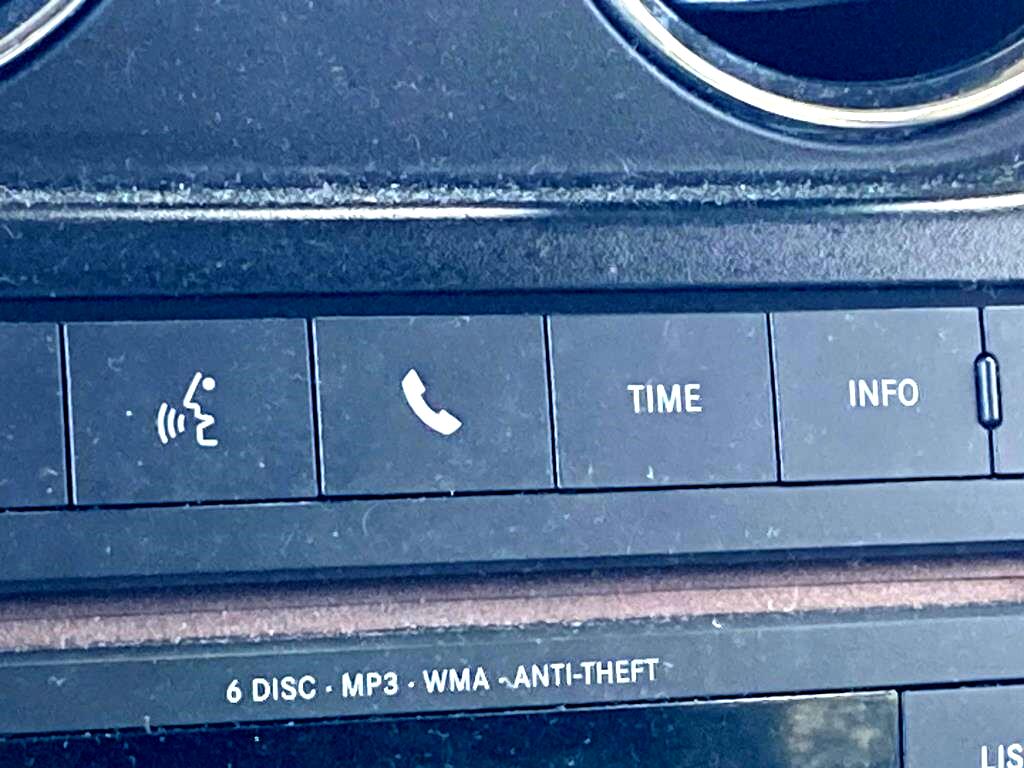 TIME
INFO
6 DISC · MP3 · WMA · ANTI-THEFT